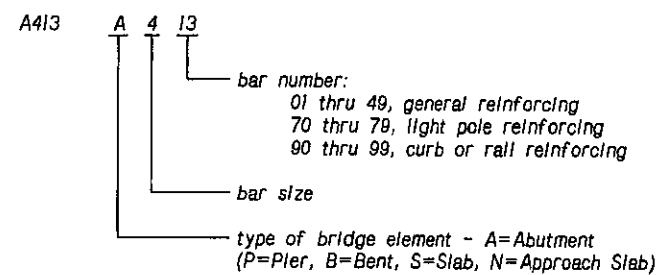 A413 A 4 13
bar number:
01 thru 49, general reinforcing
70 thru 79, light pole reinforcing
90 thru 99, curb or rail reinforcing
bar size
type of bridge element - A=Abutment
(P=Pier, B=Bent, S=Slab, N=Approach Slab)